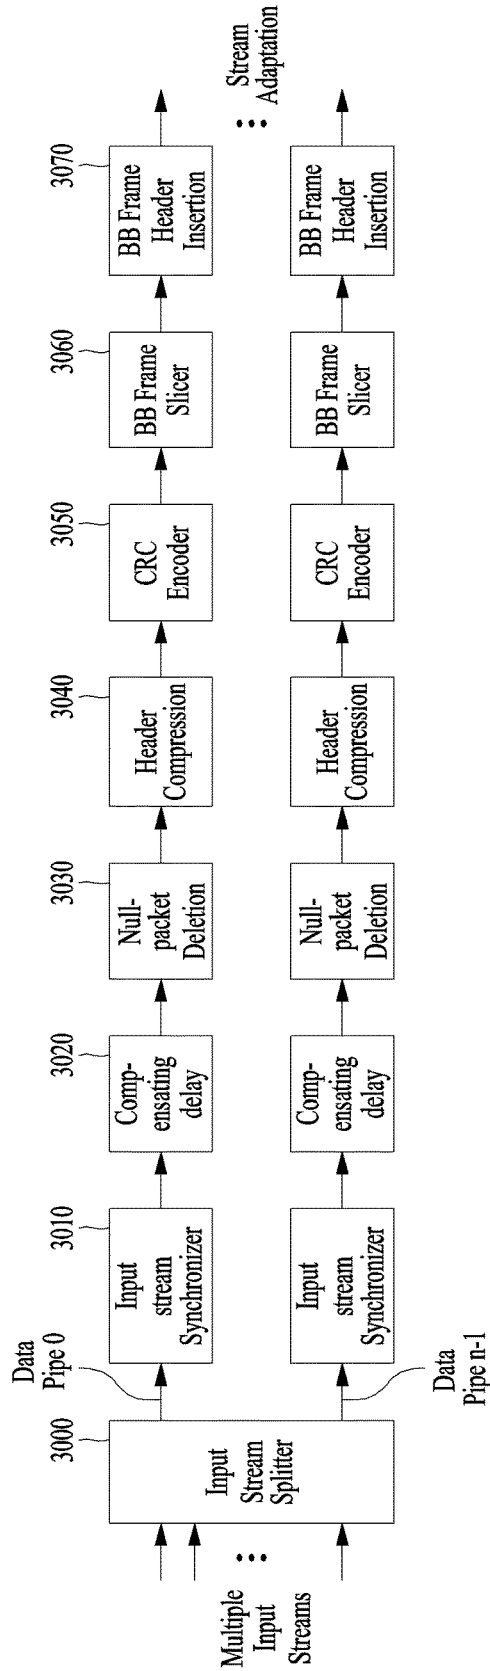 Multiple
Input
Streams
3000
Input
Stream
Splitter
Data
Pipe 0
3010
Input
stream
Synchronizer
3020
Comp-
ensating
delay
3030
Null-
packet
Deletion
3040
Header
Compression
3050
CRC
Encoder
3060
BB Frame
Slicer
3070
BB Frame
Header
Insertion
Stream
Adaptation
Data
Pipe n-1
Input
stream
Synchronizer
Comp-
ensating
delay
Null-
packet
Deletion
Header
Compression
CRC
Encoder
BB Frame
Slicer
BB Frame
Header
Insertion